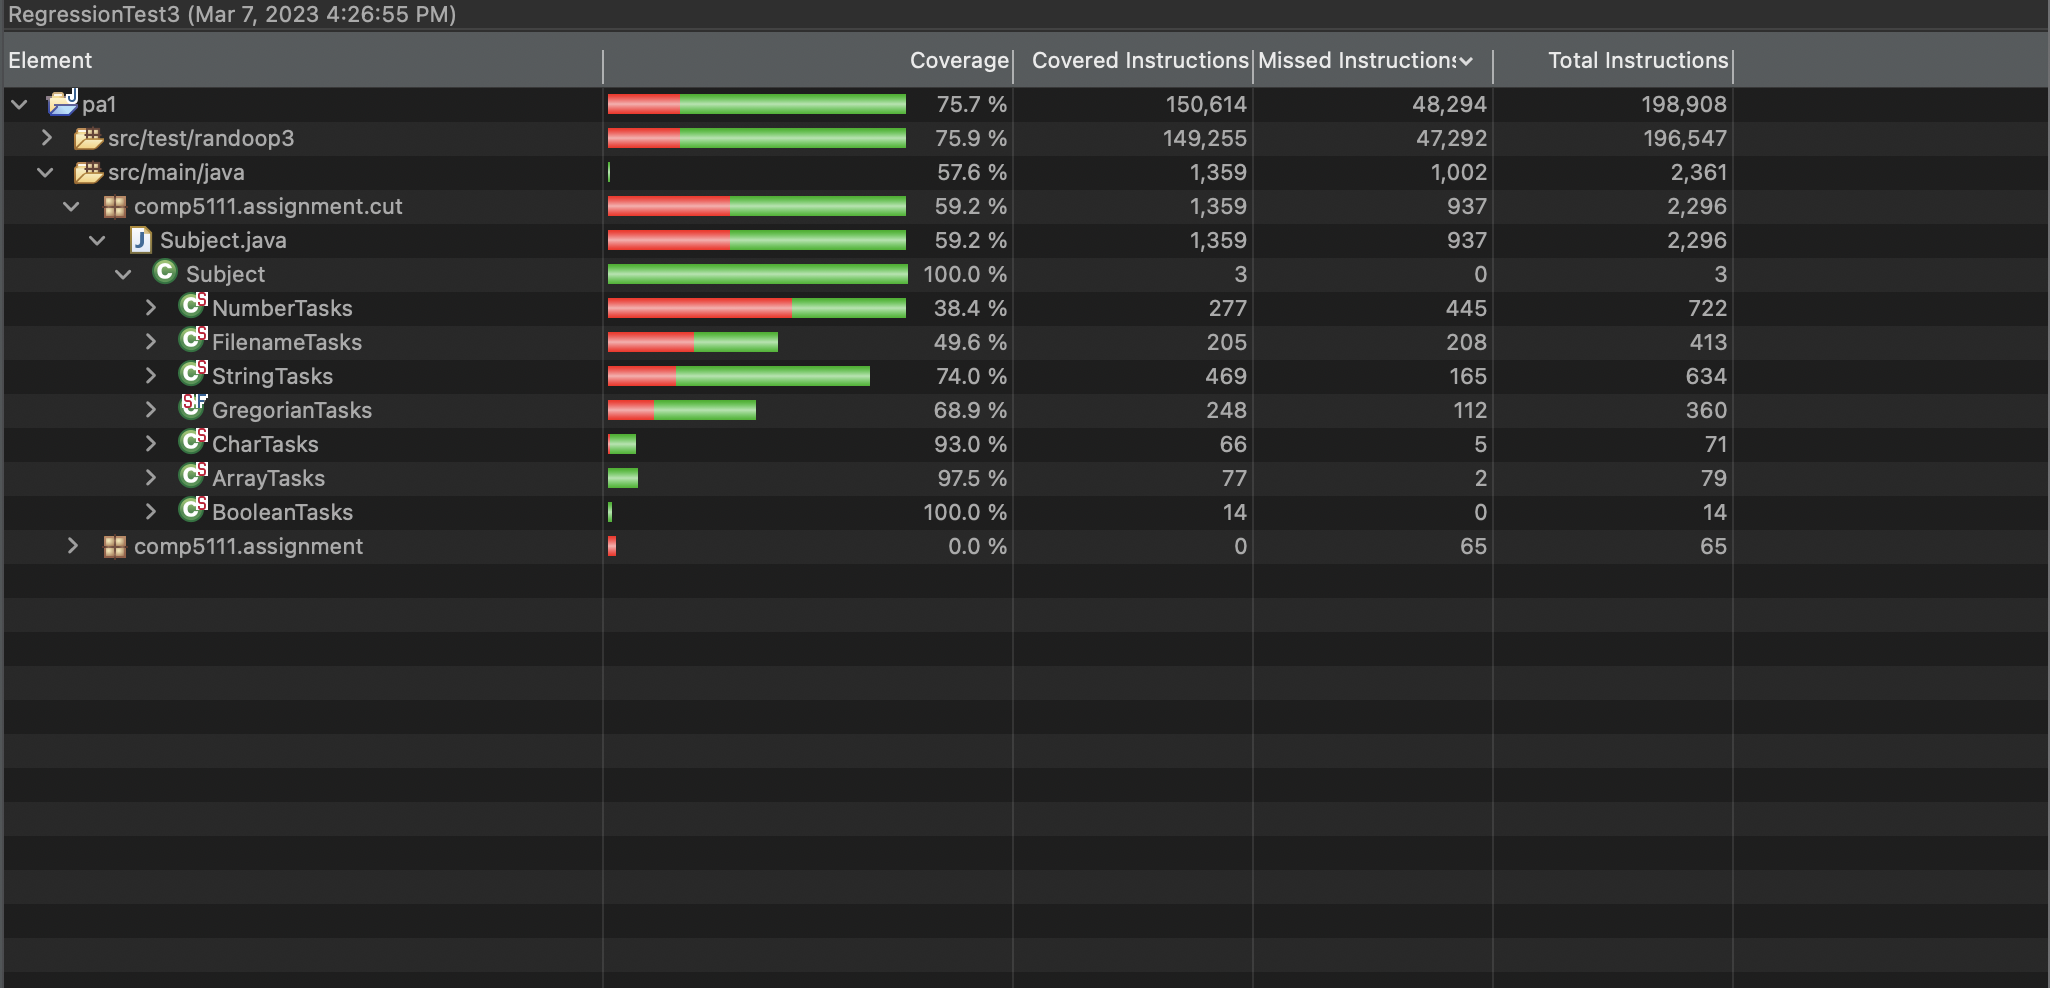 RegressionTest3 (Mar 7, 2023 4:26:55 PM)
Element Coverage Covered Instructions Missed Instructions Total Instructions
pa1 75.7 % 150,614 48,294 198,908
src/test/randoop3 75.9 % 149,255 47,292 196,547
src/main/java 57.6 % 1,359 1,002 2,361
comp5111.assignment.cut 59.2 % 1,359 937 2,296
Subject.java 59.2 % 1,359 937 2,296
Subject 100.0 % 3 0 3
NumberTasks 38.4 % 277 445 722
FilenameTasks 49.6 % 205 208 413
StringTasks 74.0 % 469 165 634
GregorianTasks 68.9 % 248 112 360
CharTasks 93.0 % 66 5 71
ArrayTasks 97.5 % 77 2 79
BooleanTasks 100.0 % 14 0 14
comp5111.assignment 0.0 % 0 65 65